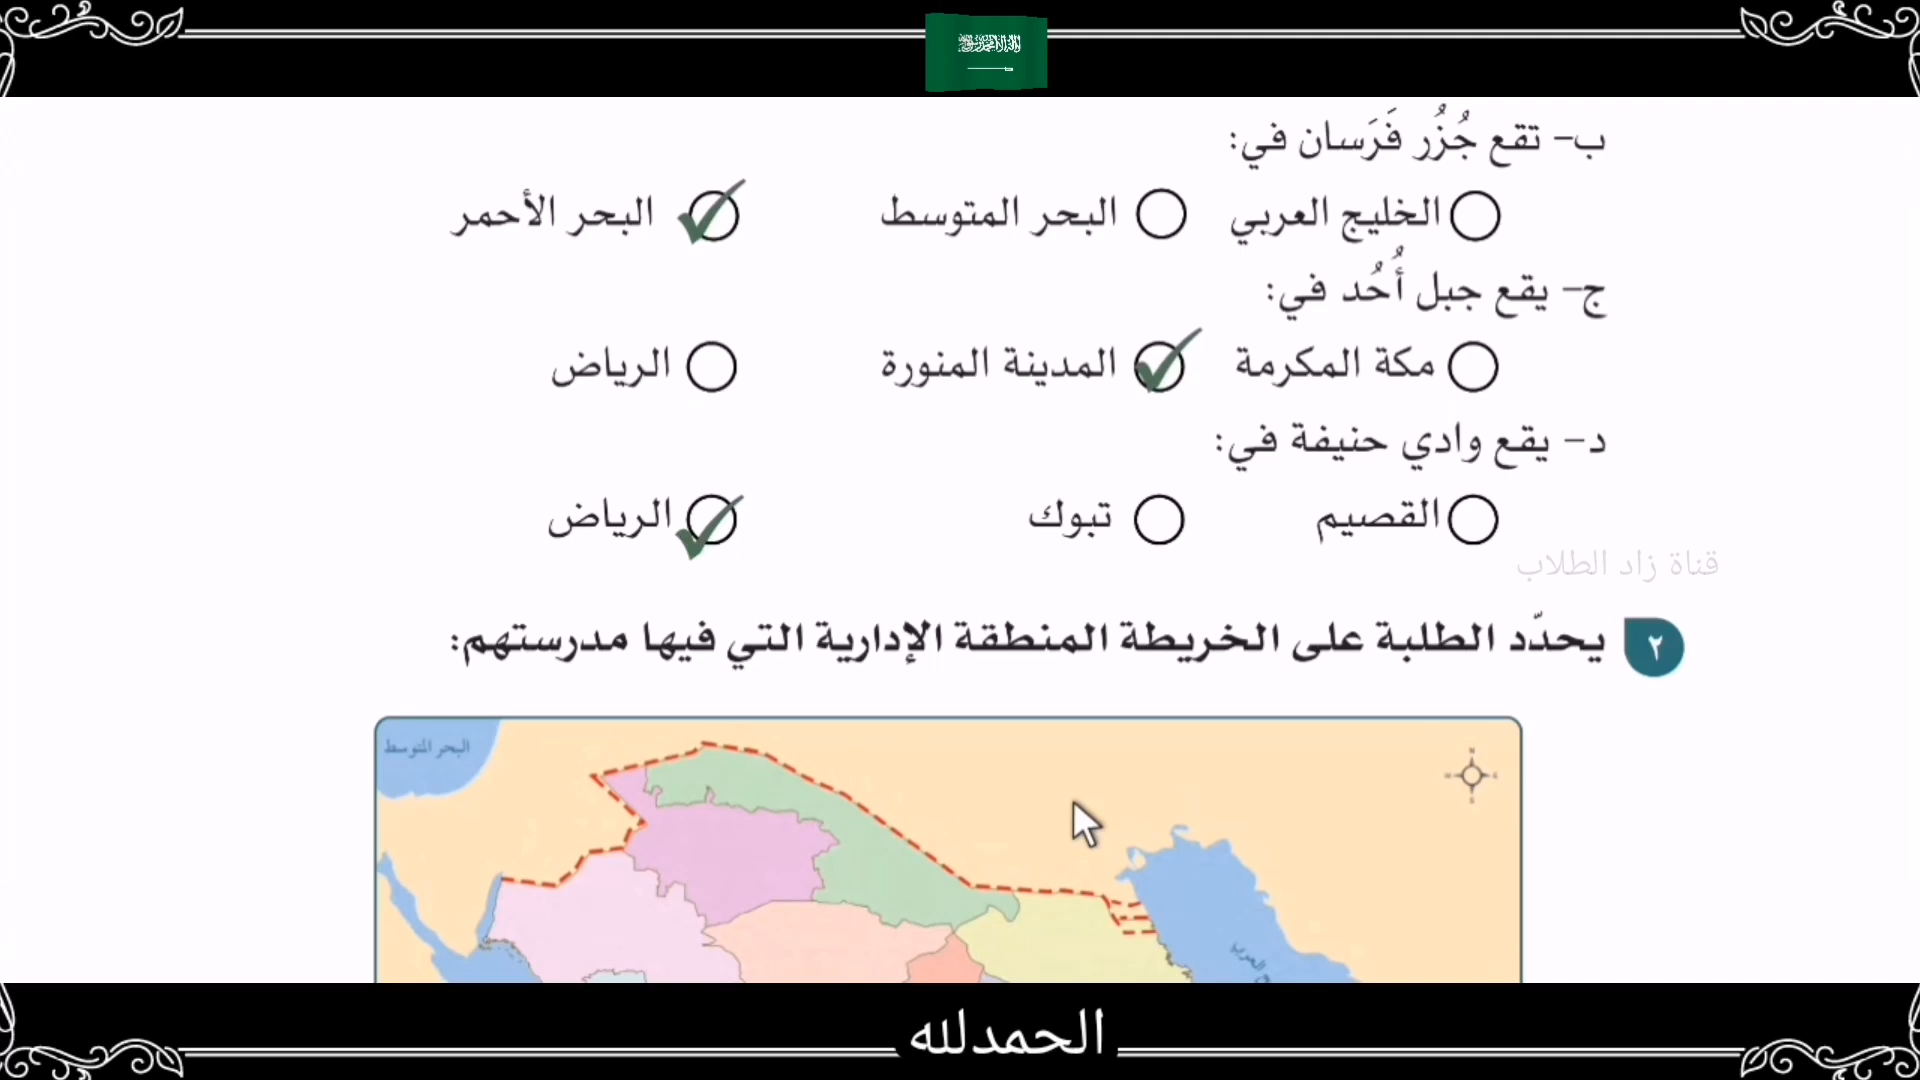 ب- تقع جُزُر فَرَسان في:
الخليج العربي البحر المتوسط البحر الأحمر
ج- يقع جبل أُحُد في:
مكة المكرمة المدينة المنورة الرياض
د- يقع وادي حنيفة في:
القصيم تبوك الرياض
قناة زاد الطلاب
٢ يحدّد الطلبة على الخريطة المنطقة الإدارية التي فيها مدرستهم:
البحر المتوسط
N
S
الحمدلله